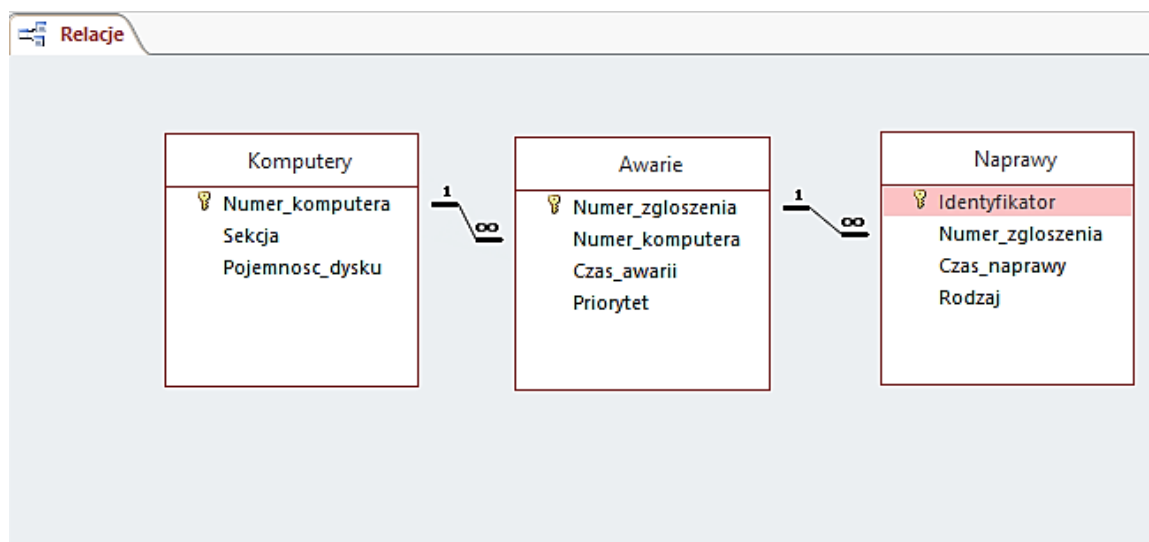 Relacje
Komputery
Numer_komputera
Sekcja
Pojemnosc_dysku
1
∞
Awarie
Numer_zgloszenia
Numer_komputera
Czas_awarii
Priorytet
1
∞
Naprawy
Identyfikator
Numer_zgloszenia
Czas_naprawy
Rodzaj